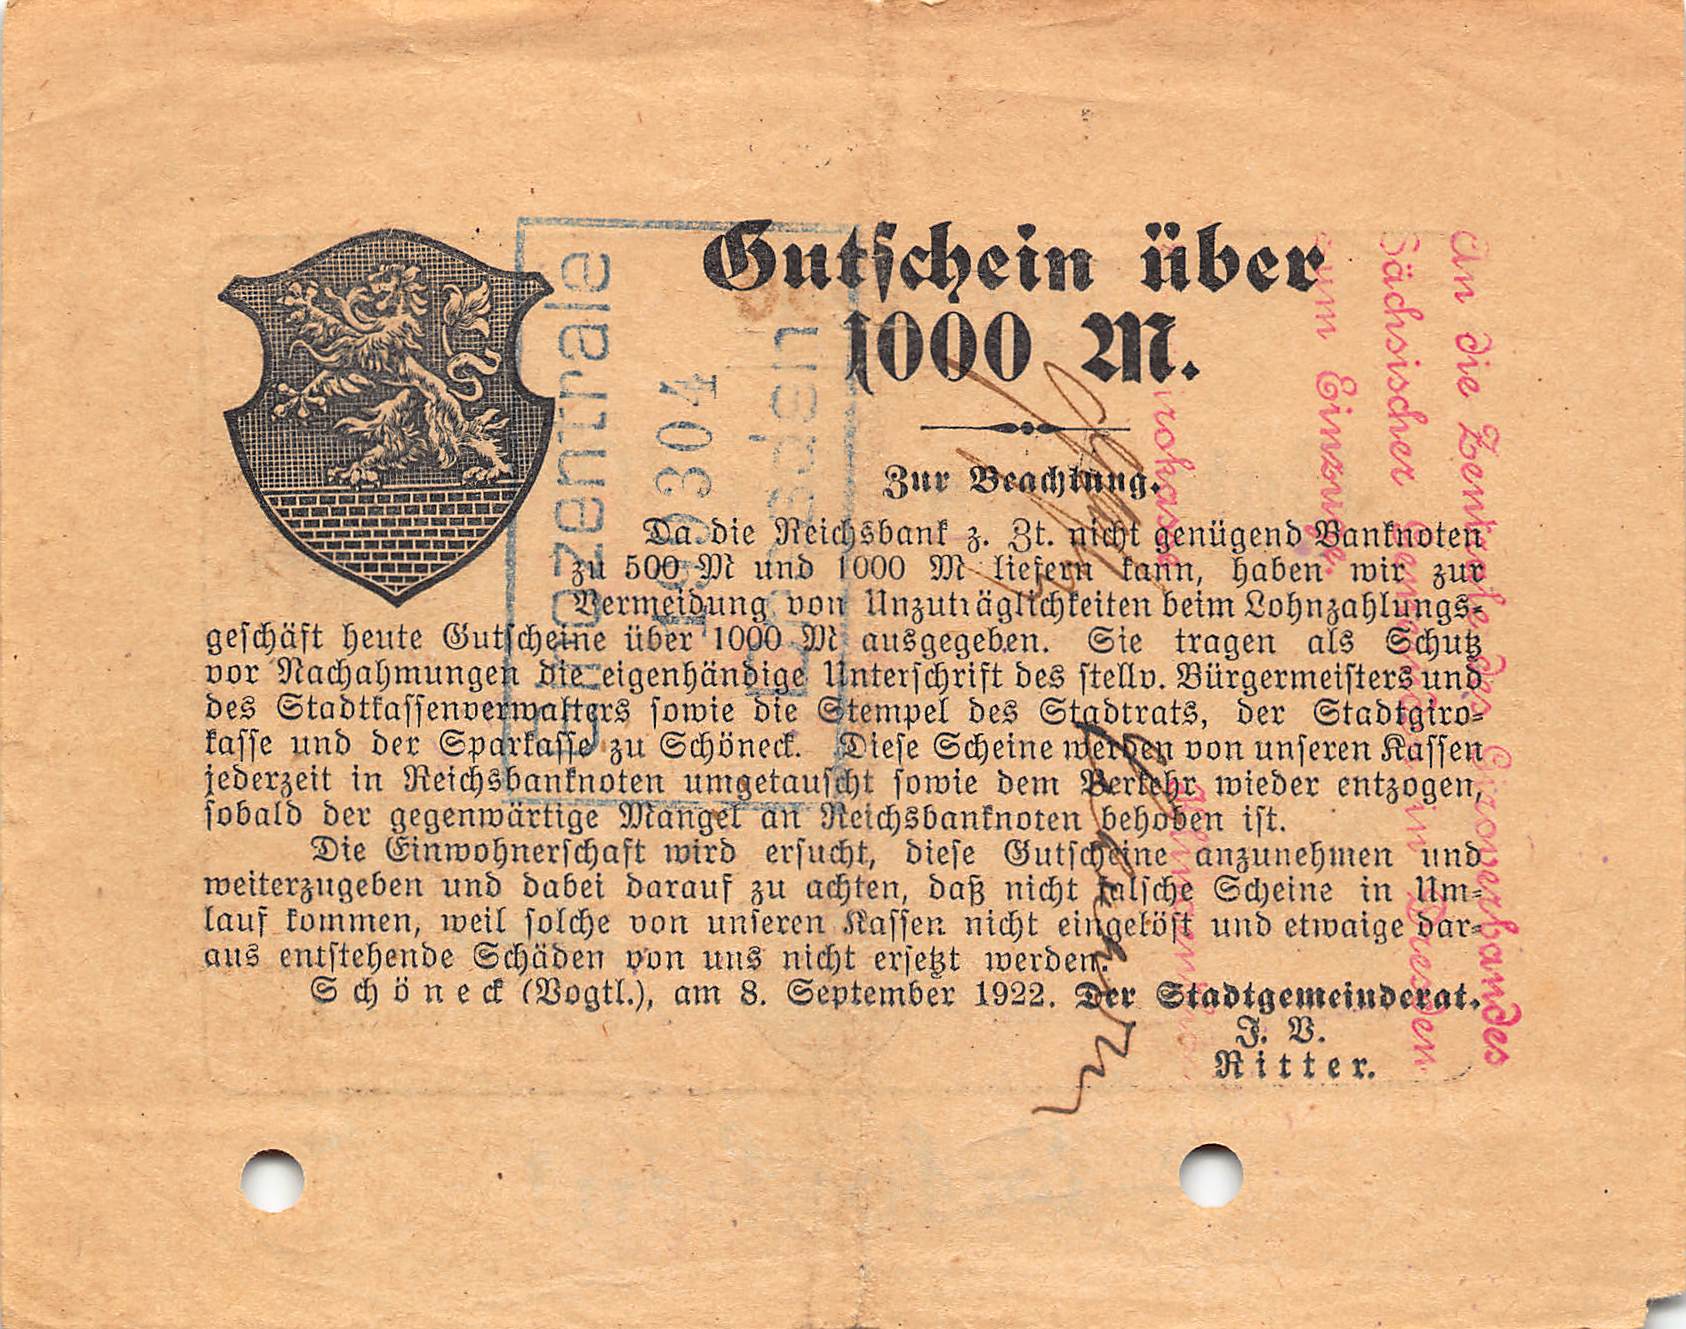 Gutschein über
1000 M.
Zur Beachtung.
Da die Reichsbank z. Zt. nicht genügend Banknoten
zu 500 M und 1000 M liefern kann, haben wir zur
Vermeidung von Unzuträglichkeiten beim Lohnzahlungs-
geschäft heute Gutscheine über 1000 M ausgegeben. Sie tragen als Schutz
vor Nachahmungen die eigenhändige Unterschrift des stellv. Bürgermeisters und
des Stadtkassenverwalters sowie die Stempel des Stadtrats, der Stadtgiro-
kasse und der Sparkasse zu Schöneck. Diese Scheine werden von unseren Kassen
jederzeit in Reichsbanknoten umgetauscht sowie dem Verkehr wieder entzogen,
sobald der gegenwärtige Mangel an Reichsbanknoten behoben ist.
Die Einwohnerschaft wird ersucht, diese Gutscheine anzunehmen und
weiterzugeben und dabei darauf zu achten, daß nicht falsche Scheine in Um-
lauf kommen, weil solche von unseren Kassen nicht eingelöst und etwaige dar-
aus entstehende Schäden von uns nicht ersetzt werden.
Schöneck (Vogtl.), am 8. September 1922. Der Stadtgemeinderat.
J. V.
Ritter.
An die Zentrale des Giroverbandes
Sächsischer Gemeinden in Dresden
zum Einzuge.
Girozentrale
Dresden